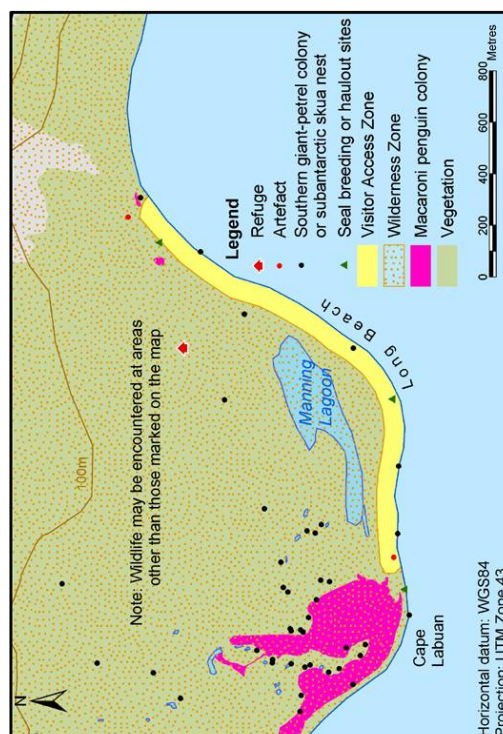 N
100m
Note: Wildlife may be encountered at areas
other than those marked on the map
Manning
Lagoon
Long Beach
Cape
Labuan
Legend
Refuge
Artefact
Southern giant-petrel colony
or subantarctic skua nest
Seal breeding or haulout sites
Visitor Access Zone
Wilderness Zone
Macaroni penguin colony
Vegetation
0 400 800
Metres
Horizontal datum: WGS84
Projection: UTM Zone 43